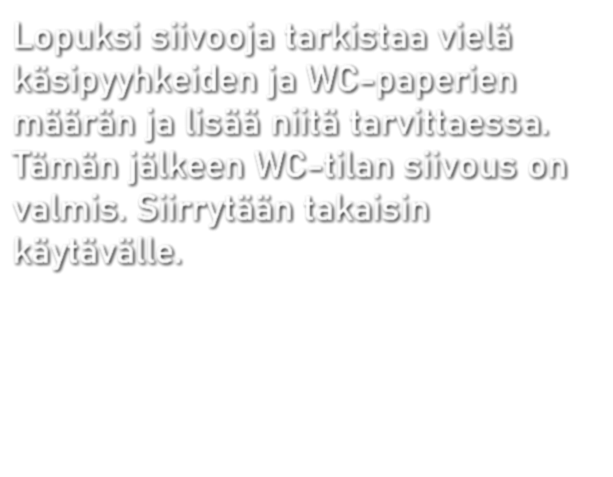 Lopuksi siivooja tarkistaa vielä
käsipyyhkeiden ja WC-paperien
määrän ja lisää niitä tarvittaessa.
Tämän jälkeen WC-tilan siivous on
valmis. Siirrytään takaisin
käytävälle.